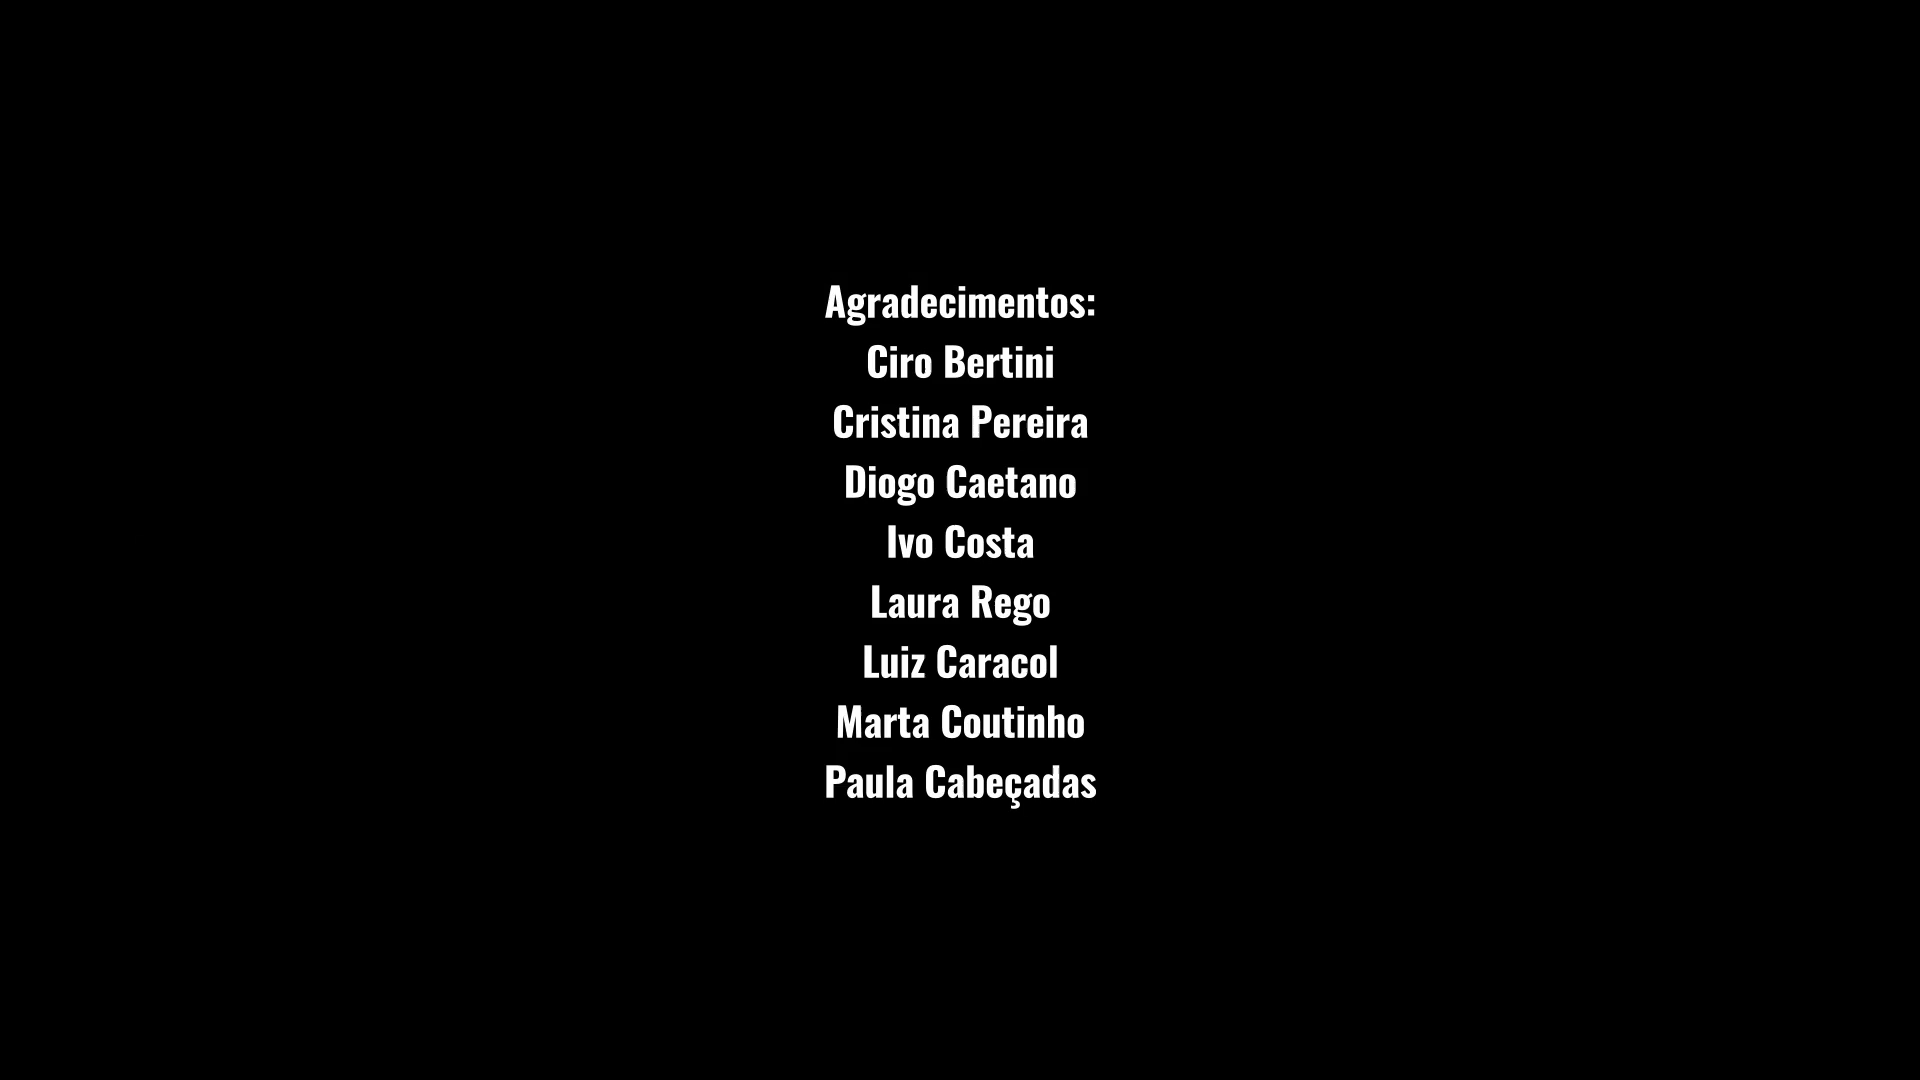 Agradecimentos:
Ciro Bertini
Cristina Pereira
Diogo Caetano
Ivo Costa
Laura Rego
Luiz Caracol
Marta Coutinho
Paula Cabeçadas